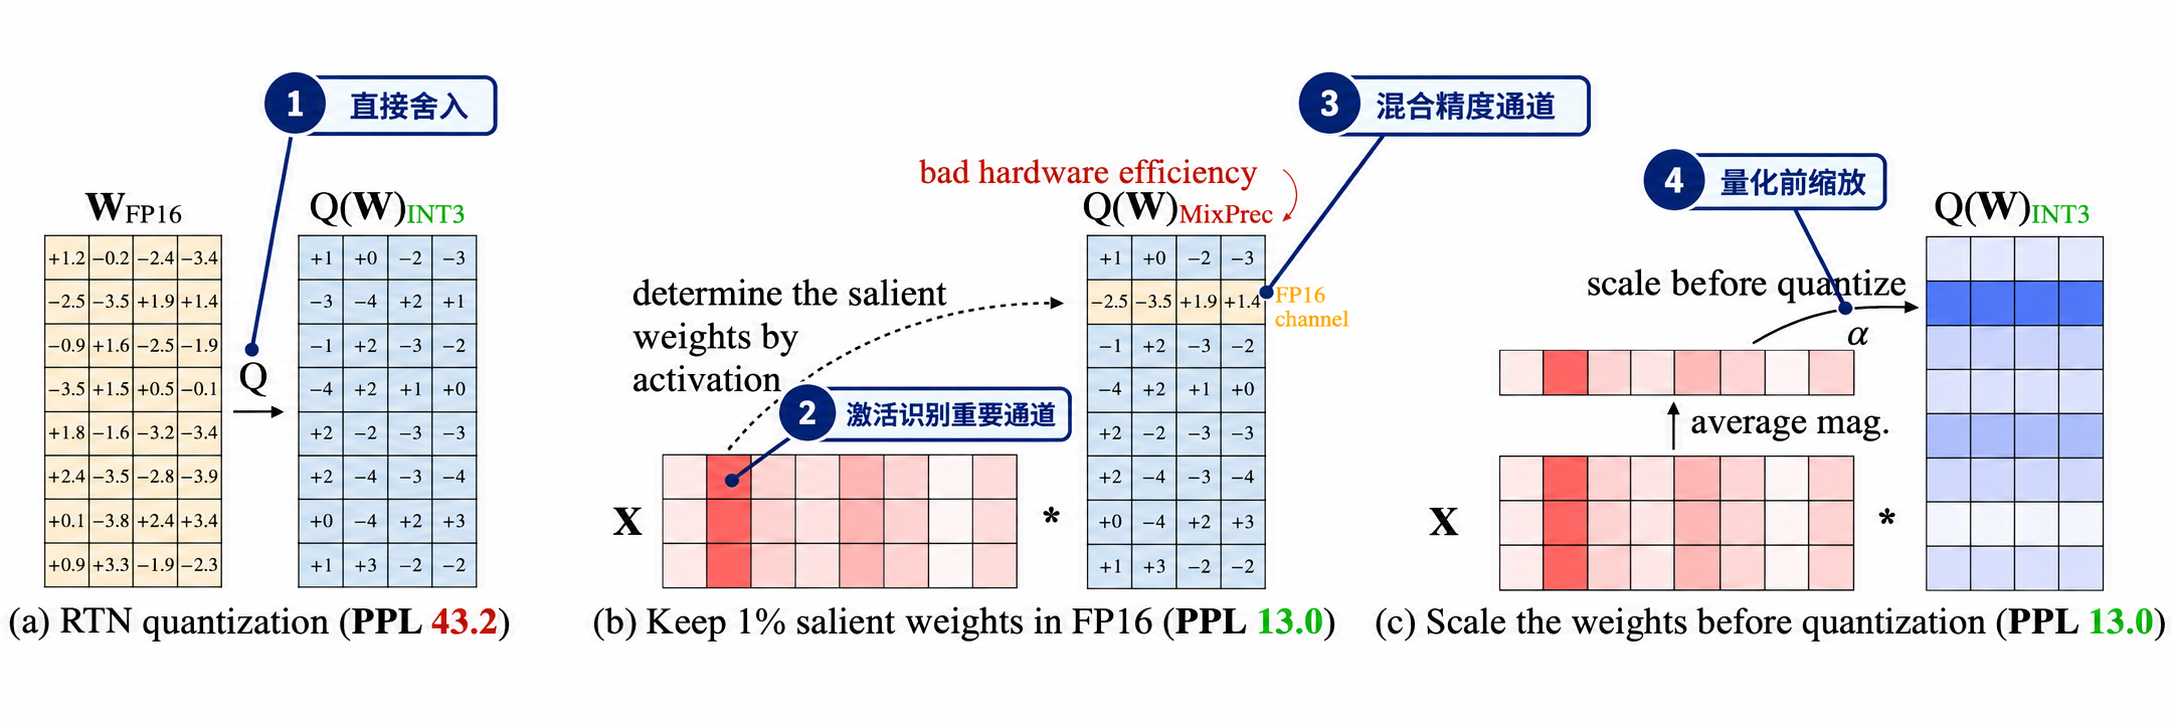 1 直接舍入
W FP16
Q(W) INT3
+1.2 −0.2 −2.4 −3.4
−2.5 −3.5 +1.9 +1.4
−0.9 +1.6 −2.5 −1.9
−3.5 +1.5 +0.5 −0.1
+1.8 −1.6 −3.2 −3.4
+2.4 −3.5 −2.8 −3.9
+0.1 −3.8 +2.4 +3.4
+0.9 +3.3 −1.9 −2.3
Q
+1 +0 −2 −3
−3 −4 +2 +1
−1 +2 −3 −2
−4 +2 +1 +0
+2 −2 −3 −3
+2 −4 −3 −4
+0 −4 +2 +3
+1 +3 −2 −2
(a) RTN quantization (PPL 43.2)
3 混合精度通道
bad hardware efficiency
Q(W) MixPrec
determine the salient
weights by
activation
2 激活识别重要通道
X
*
+1 +0 −2 −3
−2.5 −3.5 +1.9 +1.4
−1 +2 −3 −2
−4 +2 +1 +0
+2 −2 −3 −3
+2 −4 −3 −4
+0 −4 +2 +3
+1 +3 −2 −2
FP16
channel
(b) Keep 1% salient weights in FP16 (PPL 13.0)
4 量化前缩放
Q(W) INT3
scale before quantize
α
average mag.
X
*
(c) Scale the weights before quantization (PPL 13.0)